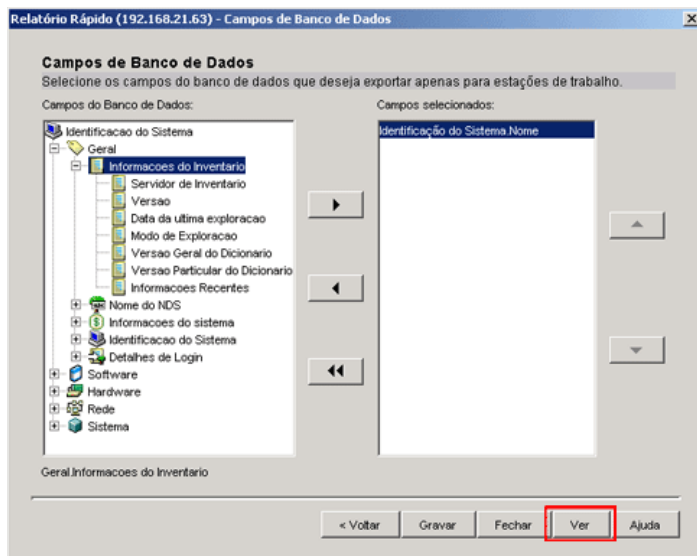 Relatório Rápido (192.168.21.63) - Campos de Banco de Dados
Campos de Banco de Dados
Selecione os campos do banco de dados que deseja exportar apenas para estações de trabalho.
Campos do Banco de Dados:
Campos selecionados:
Identificacao do Sistema
Geral
Informacoes do Inventario
Servidor de Inventario
Versao
Data da ultima exploracao
Modo de Exploracao
Versao Geral do Dicionario
Versao Particular do Dicionario
Informacoes Recentes
Nome do NDS
Informacoes do sistema
Identificacao do Sistema
Detalhes de Login
Software
Hardware
Rede
Sistema
Identificação do Sistema.Nome
Geral.Informacoes do Inventario
< Voltar
Gravar
Fechar
Ver
Ajuda